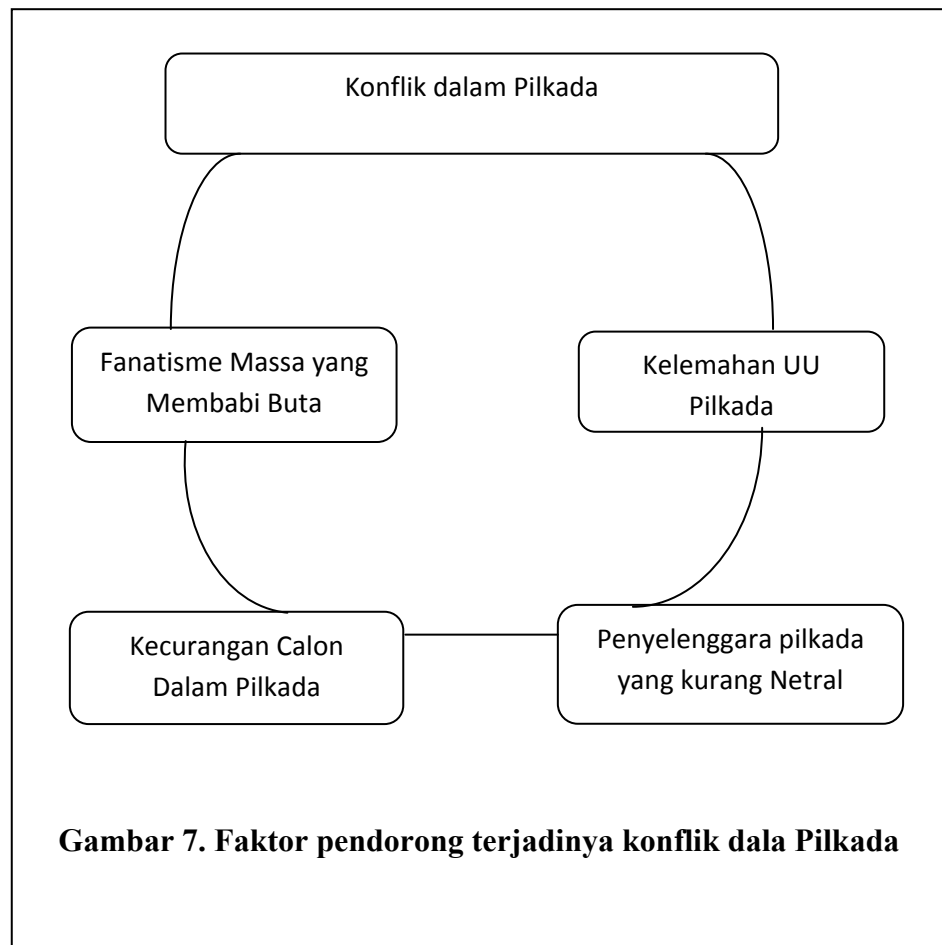 Konflik dalam Pilkada
Fanatisme Massa yang
Membabi Buta
Kelemahan UU
Pilkada
Kecurangan Calon
Dalam Pilkada
Penyelenggara pilkada
yang kurang Netral
Gambar 7. Faktor pendorong terjadinya konflik dala Pilkada